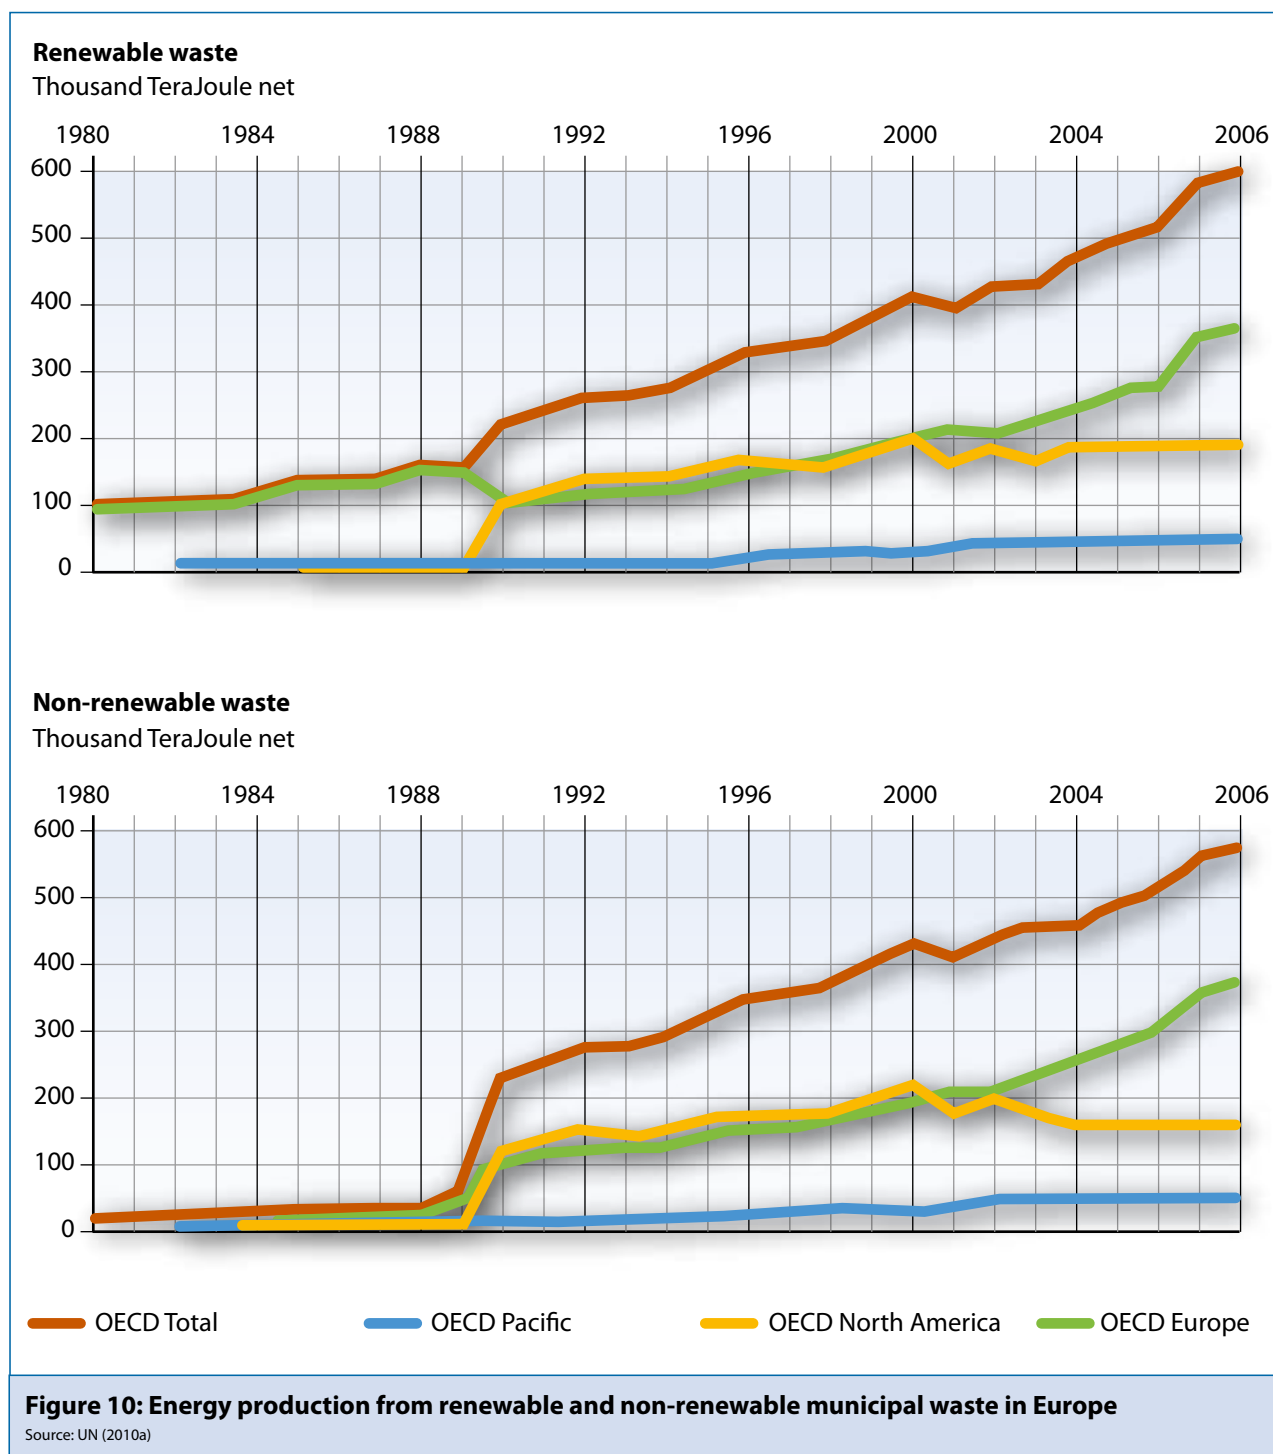 Renewable waste
Thousand TeraJoule net
1980 1984 1988 1992 1996 2000 2004 2006
600
500
400
300
200
100
0
Non-renewable waste
Thousand TeraJoule net
1980 1984 1988 1992 1996 2000 2004 2006
600
500
400
300
200
100
0
OECD Total OECD Pacific OECD North America OECD Europe
Figure 10: Energy production from renewable and non-renewable municipal waste in Europe
Source: UN (2010a)